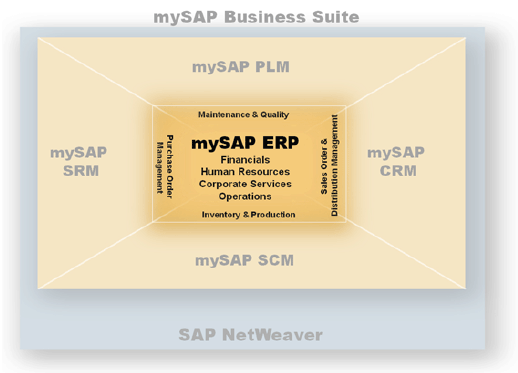 mySAP Business Suite
mySAP PLM
Maintenance & Quality
mySAP
SRM
Purchase Order
Management
mySAP ERP
Financials
Human Resources
Corporate Services
Operations
Sales Order &
Distribution Management
mySAP
CRM
Inventory & Production
mySAP SCM
SAP NetWeaver